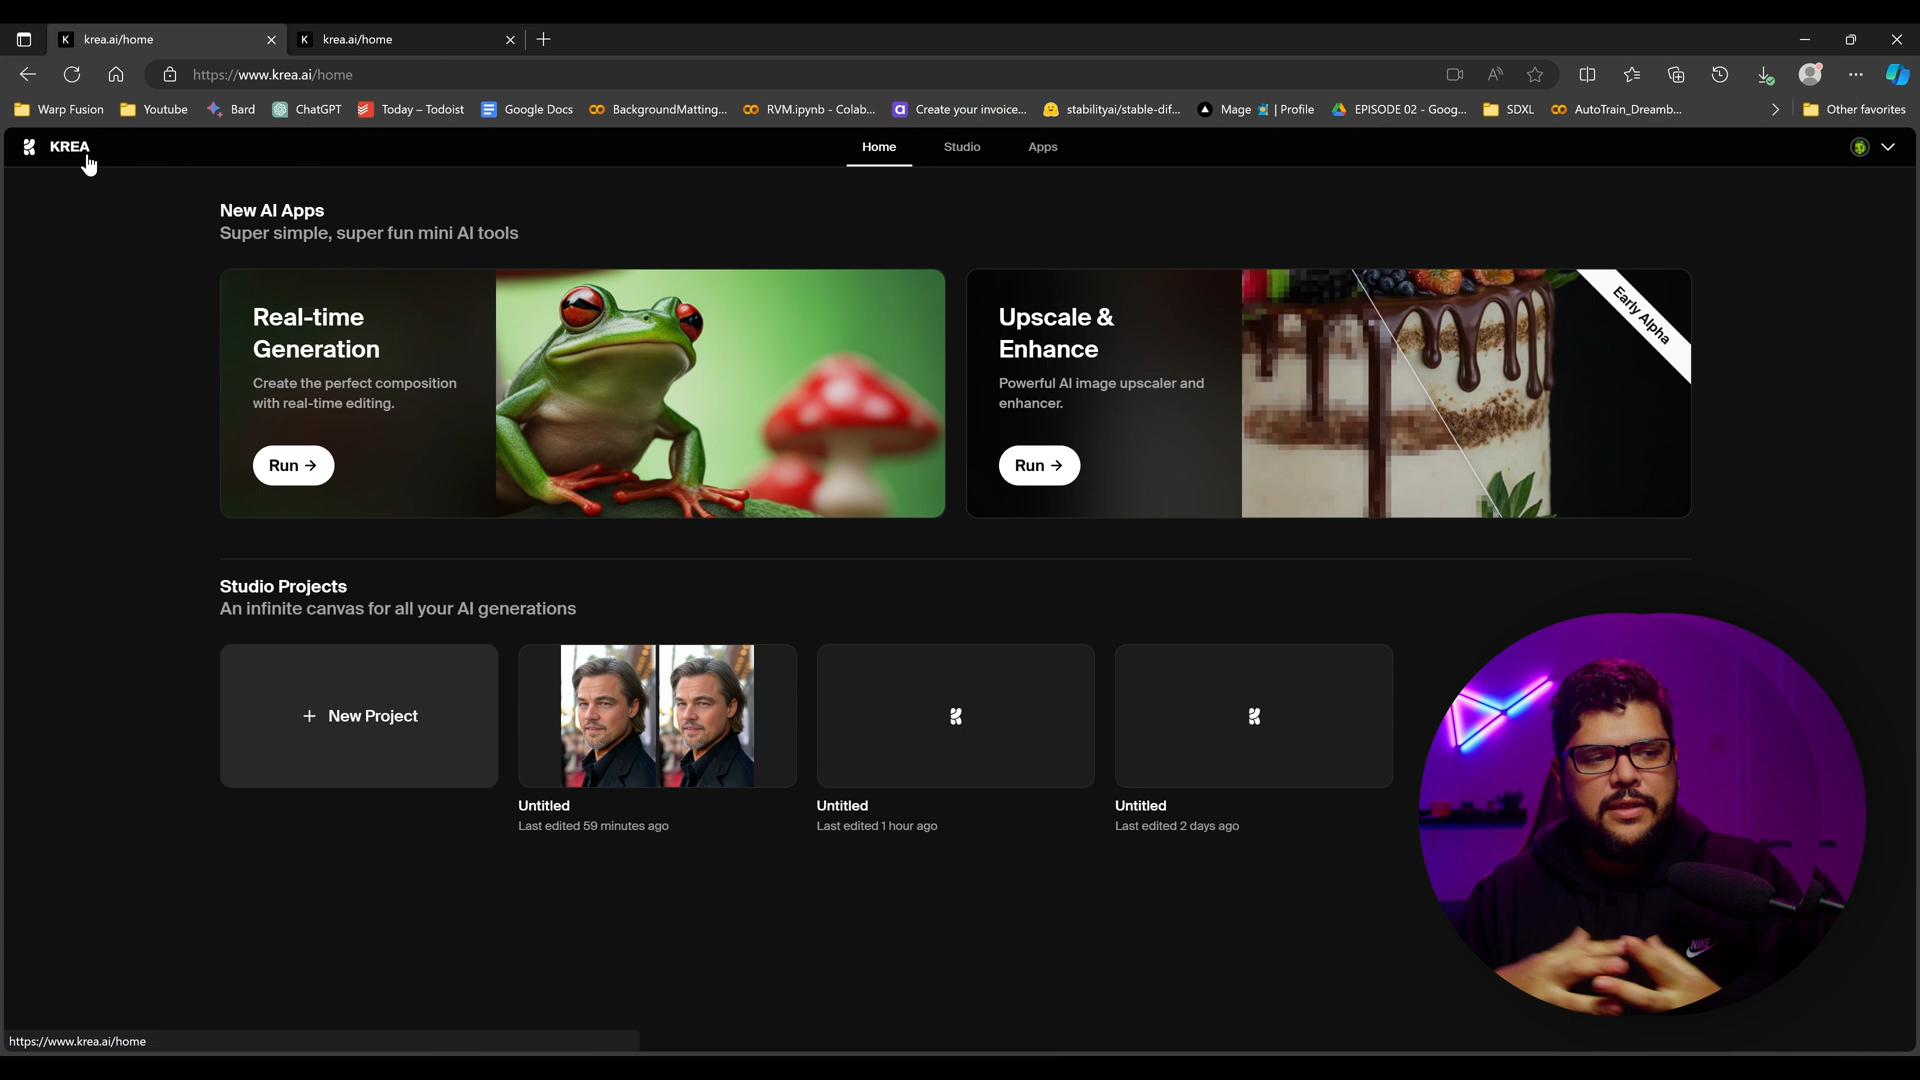 K krea.ai/home
K krea.ai/home
https://www.krea.ai/home
Warp Fusion
Youtube
Bard
ChatGPT
Today – Todoist
Google Docs
BackgroundMatting...
RVM.ipynb - Colab...
Create your invoice...
stabilityai/stable-dif...
Mage | Profile
EPISODE 02 - Goog...
SDXL
AutoTrain_Dreamb...
Other favorites
KREA
Home
Studio
Apps
New AI Apps
Super simple, super fun mini AI tools
Real-time
Generation
Create the perfect composition
with real-time editing.
Run →
Upscale &
Enhance
Powerful AI image upscaler and
enhancer.
Run →
Early Alpha
Studio Projects
An infinite canvas for all your AI generations
+ New Project
Untitled
Last edited 59 minutes ago
Untitled
Last edited 1 hour ago
Untitled
Last edited 2 days ago
NIKE
https://www.krea.ai/home